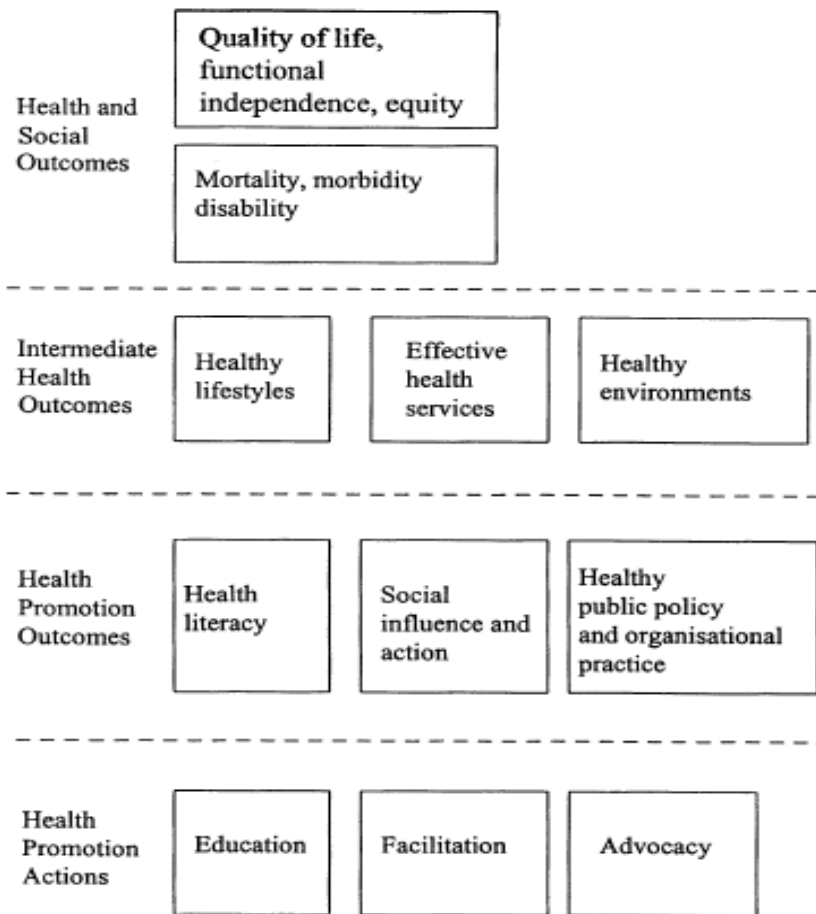 Quality of life,
functional
independence, equity
Health and
Social
Outcomes
Mortality, morbidity
disability
Intermediate
Health
Outcomes
Healthy
lifestyles
Effective
health
services
Healthy
environments
Health
Promotion
Outcomes
Health
literacy
Social
influence and
action
Healthy
public policy
and organisational
practice
Health
Promotion
Actions
Education
Facilitation
Advocacy